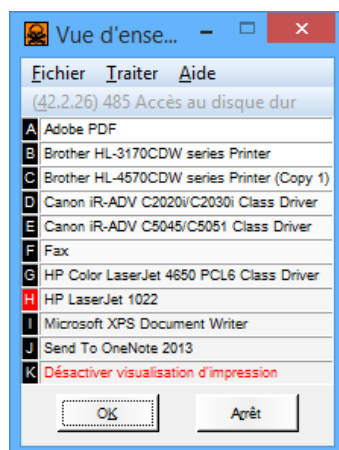 Vue d'ense...
Fichier Traiter Aide
(42.2.26) 485 Accès au disque dur
A Adobe PDF
B Brother HL-3170CDW series Printer
C Brother HL-4570CDW series Printer (Copy 1)
D Canon iR-ADV C2020i/C2030i Class Driver
E Canon iR-ADV C5045/C5051 Class Driver
F Fax
G HP Color LaserJet 4650 PCL6 Class Driver
H HP LaserJet 1022
I Microsoft XPS Document Writer
J Send To OneNote 2013
K Désactiver visualisation d'impression
OK Arrêt